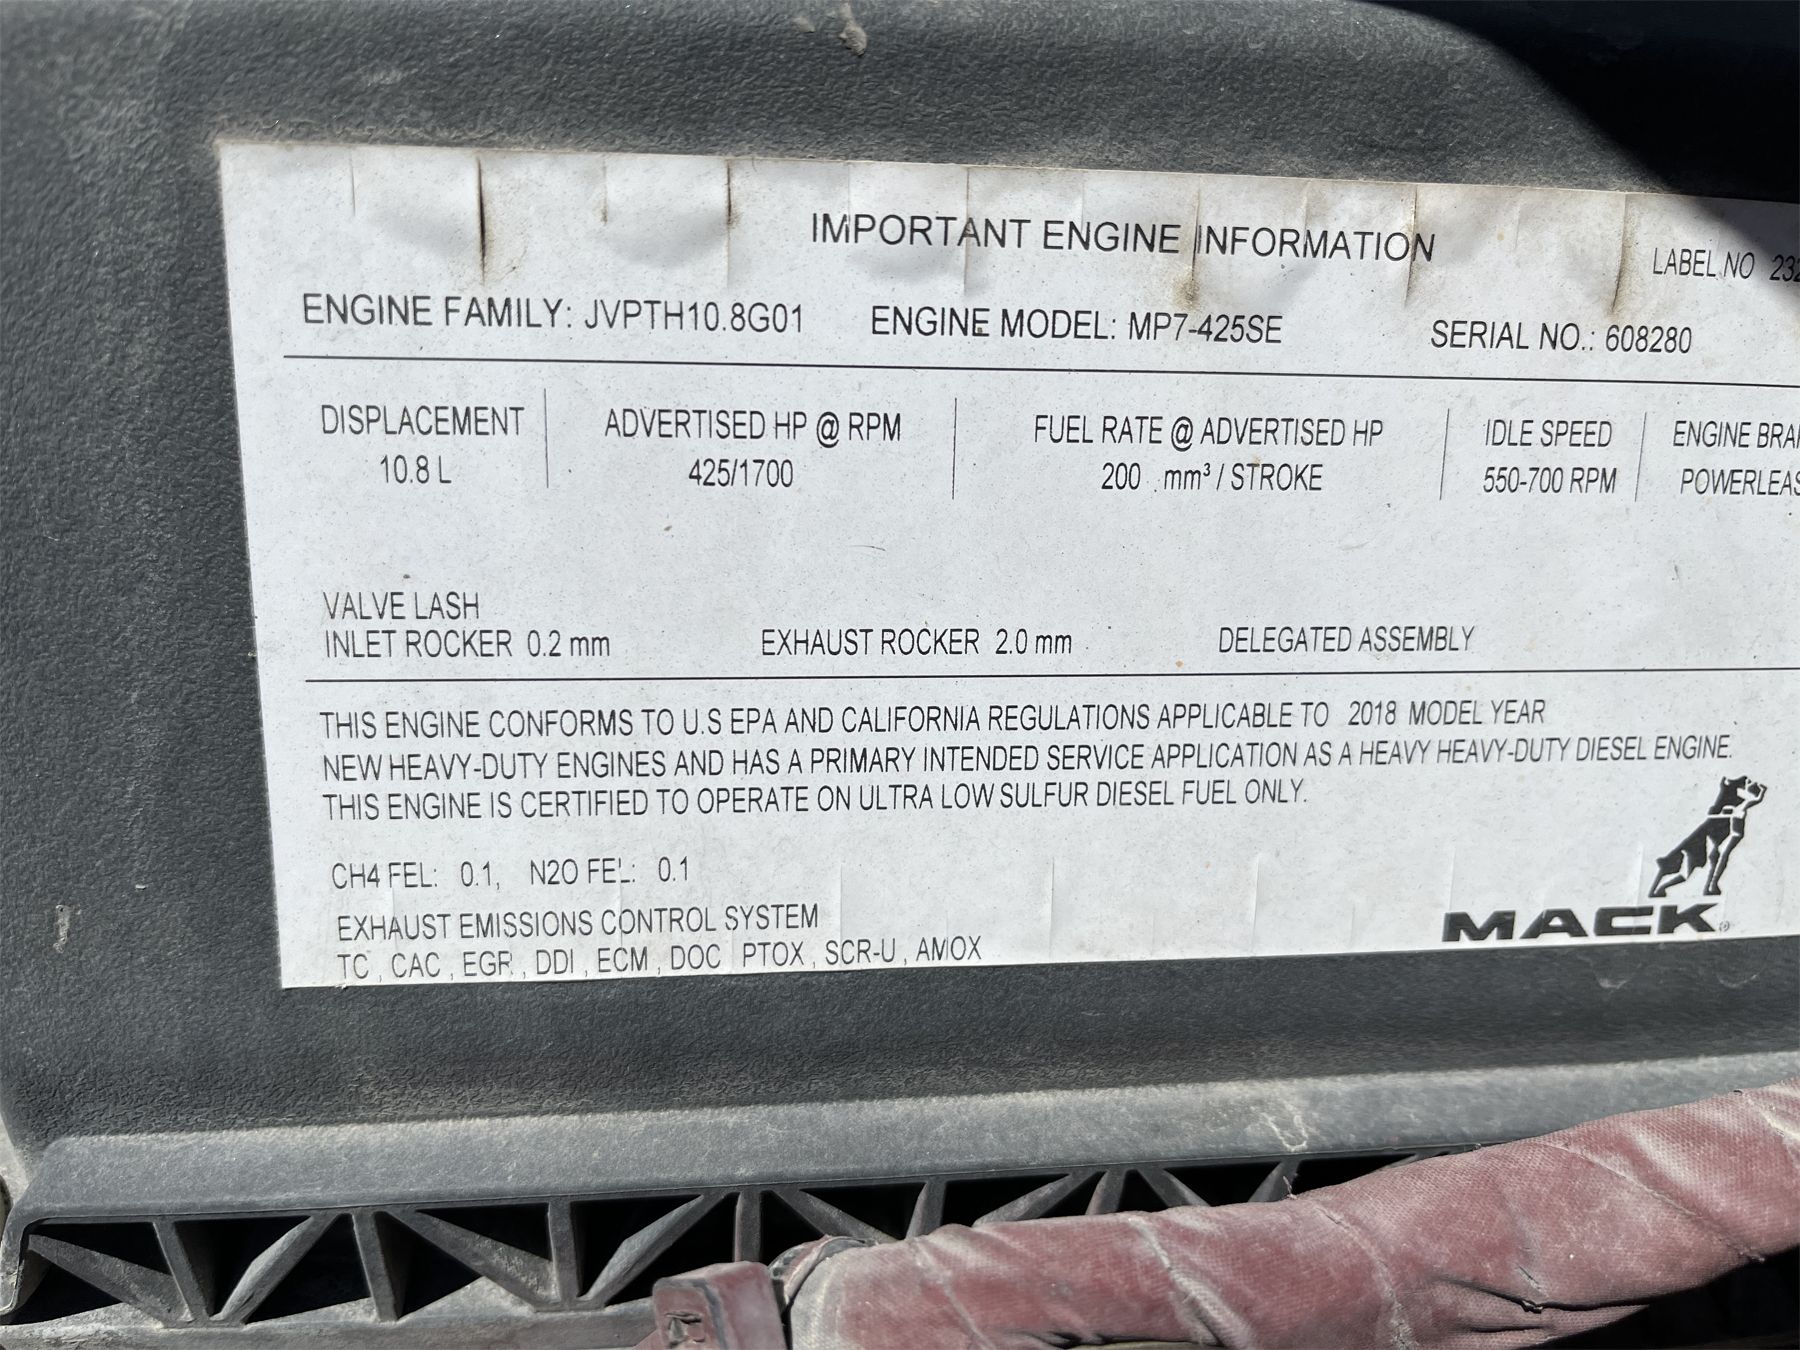 IMPORTANT ENGINE INFORMATION
LABEL NO 232
ENGINE FAMILY: JVPTH10.8G01 ENGINE MODEL: MP7-425SE SERIAL NO.: 608280
DISPLACEMENT ADVERTISED HP @ RPM FUEL RATE @ ADVERTISED HP IDLE SPEED ENGINE
10.8 L 425/1700 200 mm³ / STROKE 550-700 RPM POWERLEAS
VALVE LASH
INLET ROCKER 0.2 mm EXHAUST ROCKER 2.0 mm DELEGATED ASSEMBLY
THIS ENGINE CONFORMS TO U.S EPA AND CALIFORNIA REGULATIONS APPLICABLE TO 2018 MODEL YEAR
NEW HEAVY-DUTY ENGINES AND HAS A PRIMARY INTENDED SERVICE APPLICATION AS A HEAVY HEAVY-DUTY DIESEL ENGINE.
THIS ENGINE IS CERTIFIED TO OPERATE ON ULTRA LOW SULFUR DIESEL FUEL ONLY.
CH4 FEL: 0.1, N2O FEL: 0.1
EXHAUST EMISSIONS CONTROL SYSTEM
TC , CAC , EGR , DDI , ECM , DOC PTOX , SCR-U , AMOX
MACK®